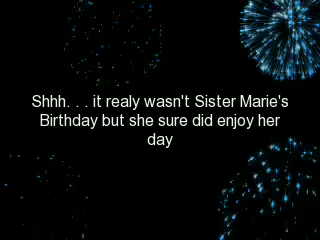 Shhh. . . it realy wasn't Sister Marie's
Birthday but she sure did enjoy her
day